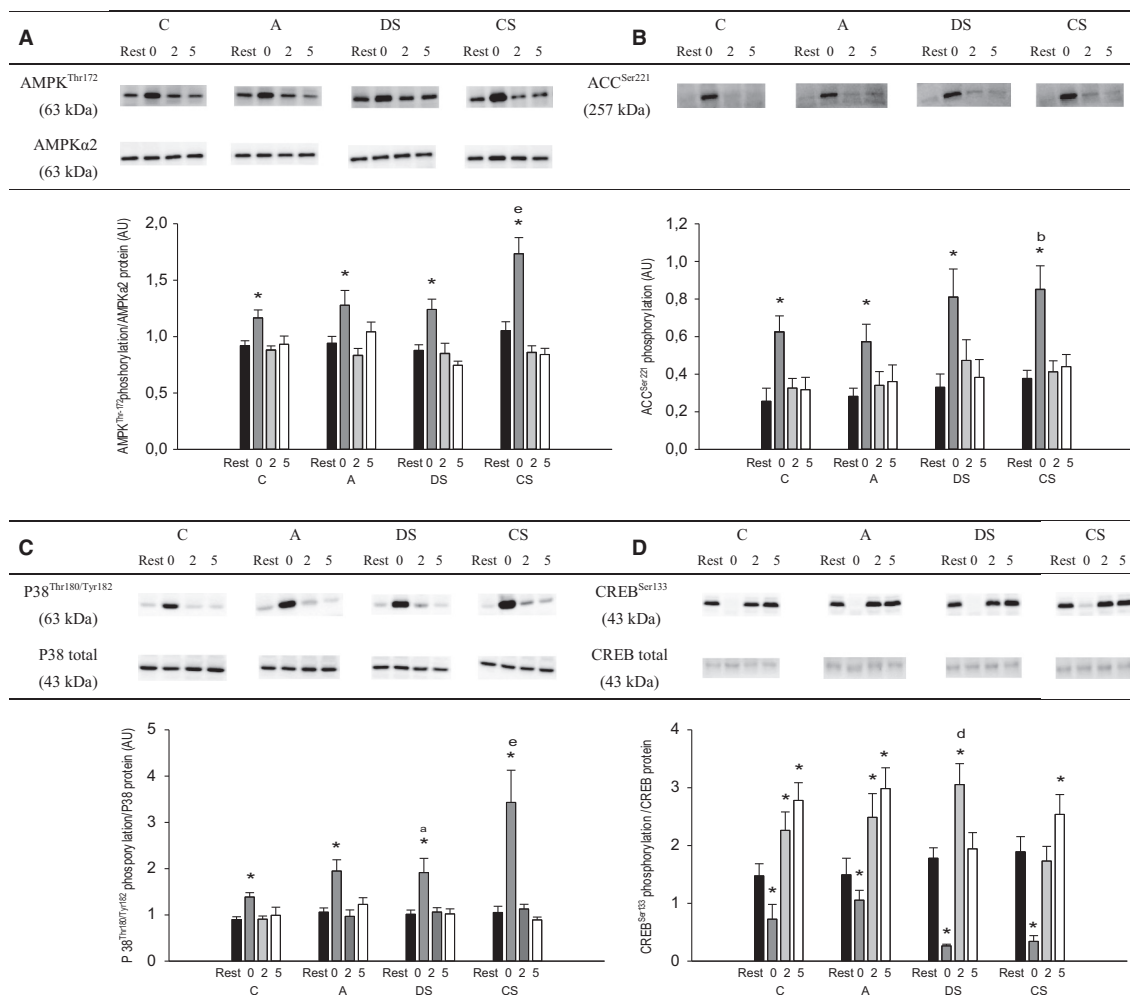 A
C A DS CS
Rest 0 2 5 Rest 0 2 5 Rest 0 2 5 Rest 0 2 5
AMPKThr172
(63 kDa)
AMPKα2
(63 kDa)
AMPKThr-172phoshorylation/AMPKa2 protein (AU)
2,0
1,5
1,0
0,5
0,0
* * * e *
Rest 0 2 5 Rest 0 2 5 Rest 0 2 5 Rest 0 2 5
C A DS CS
B
C A DS CS
Rest 0 2 5 Rest 0 2 5 Rest 0 2 5 Rest 0 2 5
ACCSer221
(257 kDa)
ACCSer 221 phosphorylation (AU)
1,2
1,0
0,8
0,6
0,4
0,2
0,0
* * * b *
Rest 0 2 5 Rest 0 2 5 Rest 0 2 5 Rest 0 2 5
C A DS CS
C
C A DS CS
Rest 0 2 5 Rest 0 2 5 Rest 0 2 5 Rest 0 2 5
P38Thr180/Tyr182
(63 kDa)
P38 total
(43 kDa)
P 38Thr180/Tyr182 phosporylation/P38 protein (AU)
5
4
3
2
1
0
* * a * e *
Rest 0 2 5 Rest 0 2 5 Rest 0 2 5 Rest 0 2 5
C A DS CS
D
C A DS CS
Rest 0 2 5 Rest 0 2 5 Rest 0 2 5 Rest 0 2 5
CREBSer133
(43 kDa)
CREB total
(43 kDa)
CREBSer133 phosphorylation /CREB protein
4
3
2
1
0
* * * * * * * d * * *
Rest 0 2 5 Rest 0 2 5 Rest 0 2 5 Rest 0 2 5
C A DS CS